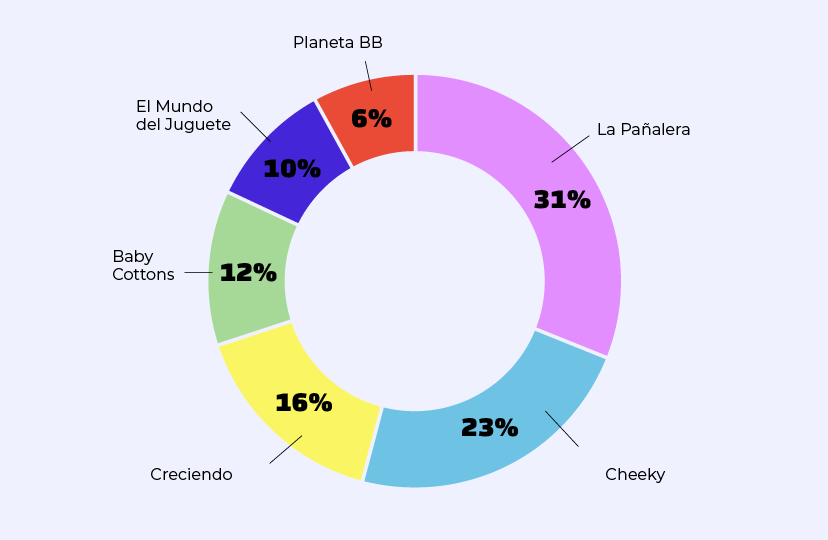 Planeta BB
6%
La Pañalera
31%
Cheeky
23%
Creciendo
16%
Baby
Cottons
12%
El Mundo
del Juguete
10%